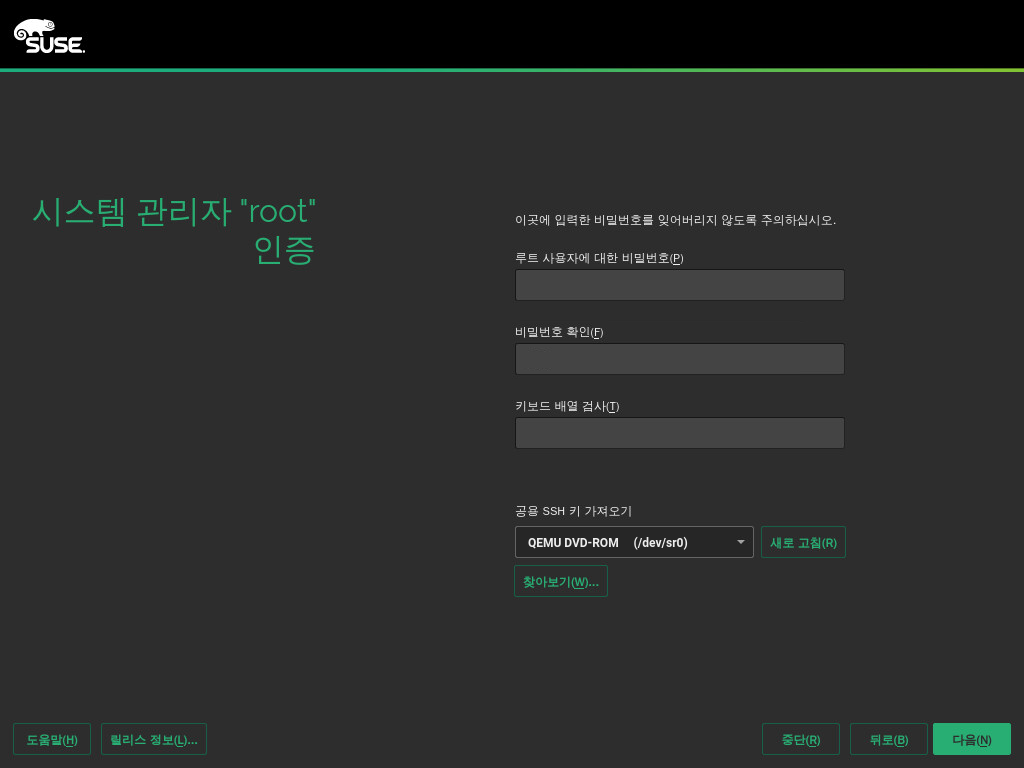 SUSE.
시스템 관리자 "root"
인증
이곳에 입력한 비밀번호를 잊어버리지 않도록 주의하십시오.
루트 사용자에 대한 비밀번호(P)
비밀번호 확인(F)
키보드 배열 검사(T)
공용 SSH 키 가져오기
QEMU DVD-ROM (/dev/sr0) 새로 고침(R)
찾아보기(W)...
도움말(H) 릴리스 정보(L)... 중단(R) 뒤로(B) 다음(N)